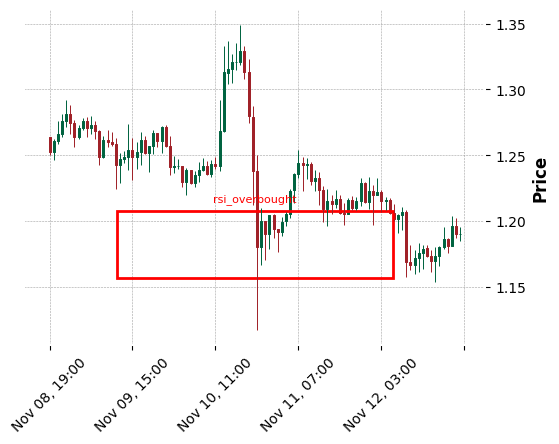 1.35
1.30
1.25
1.20
1.15
Price
rsi_overbought
Nov 08, 19:00
Nov 09, 15:00
Nov 10, 11:00
Nov 11, 07:00
Nov 12, 03:00